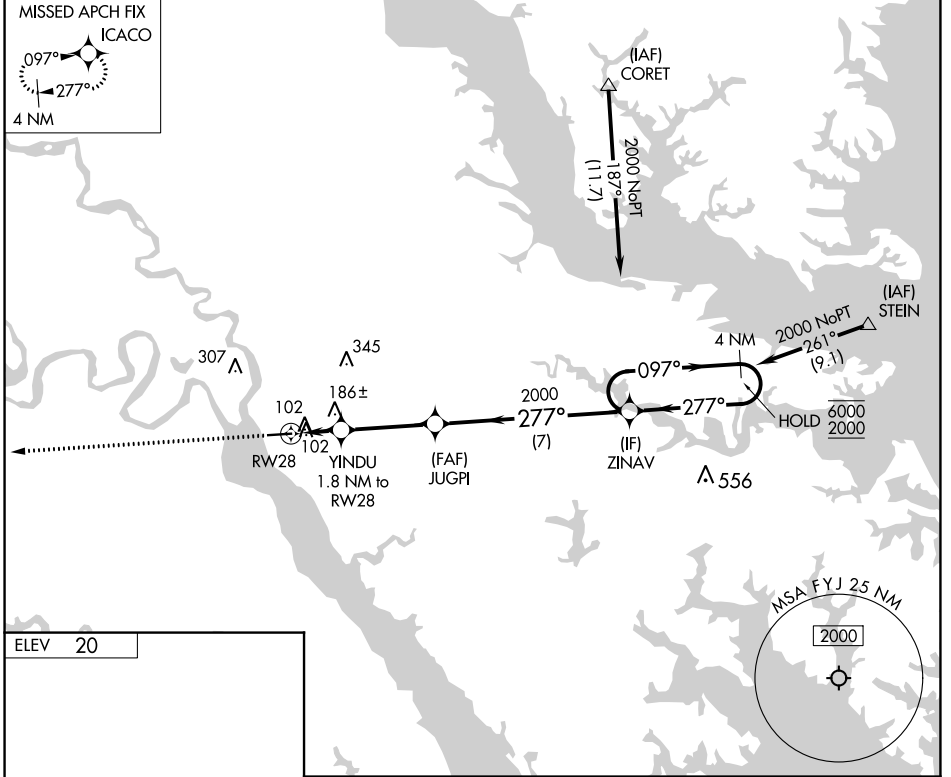 MISSED APCH FIX
ICACO
097°
277°
4 NM
(IAF)
CORET
2000 NoPT
187°
(11.7)
(IAF)
STEIN
2000 NoPT
261°
(9.1)
4 NM
097°
277°
HOLD
6000
2000
307
345
186±
102
102
2000
277°
(7)
RW28
YINDU
1.8 NM to
RW28
(FAF)
JUGPI
(IF)
ZINAV
556
MSA FYJ 25 NM
2000
ELEV 20